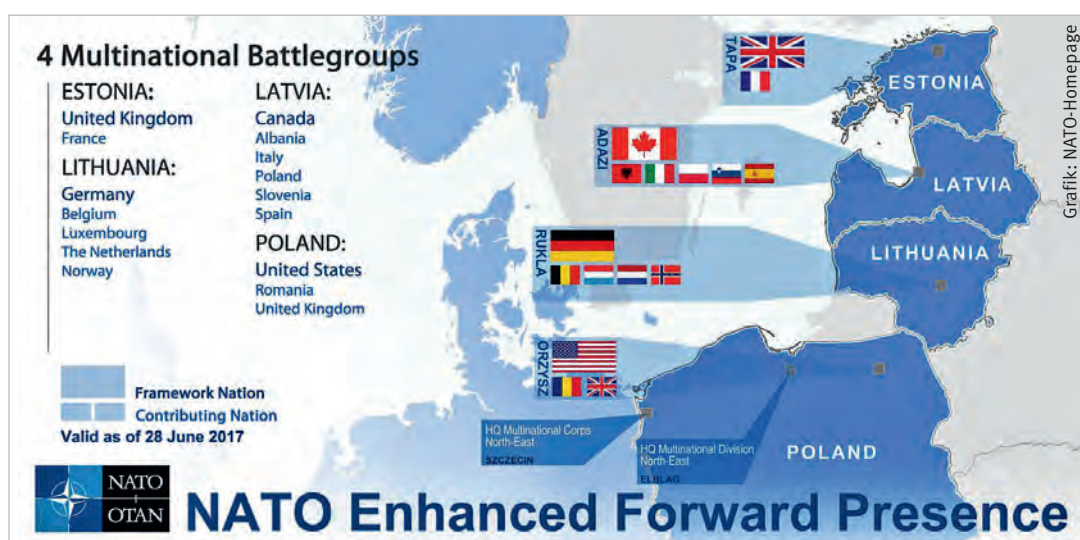 4 Multinational Battlegroups
ESTONIA:
United Kingdom
France
LITHUANIA:
Germany
Belgium
Luxembourg
The Netherlands
Norway
LATVIA:
Canada
Albania
Italy
Poland
Slovenia
Spain
POLAND:
United States
Romania
United Kingdom
Framework Nation
Contributing Nation
Valid as of 28 June 2017
TAPA
ADAZI
RUKLA
ORZYSZ
ESTONIA
LATVIA
LITHUANIA
POLAND
HQ Multinational Corps
North-East
SZCZECIN
HQ Multinational Division
North-East
ELBLAG
NATO
OTAN
NATO Enhanced Forward Presence
Grafik: NATO-Homepage